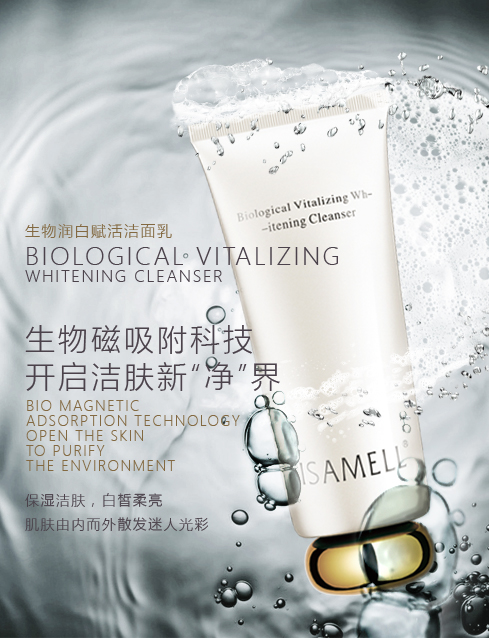 Biological Vitalizing Wh-
-itening Cleanser
生物润白赋活洁面乳
BIOLOGICAL® VITALIZING
WHITENING CLEANSER
生物磁吸附科技
开启洁肤新“净”界
BIO MAGNETIC
ADSORPTION TECHNOLOGY
OPEN THE SKIN
TO PURIFY
THE ENVIRONMENT
ISAMELL®
保湿洁肤，白皙柔亮
肌肤由内而外散发迷人光彩